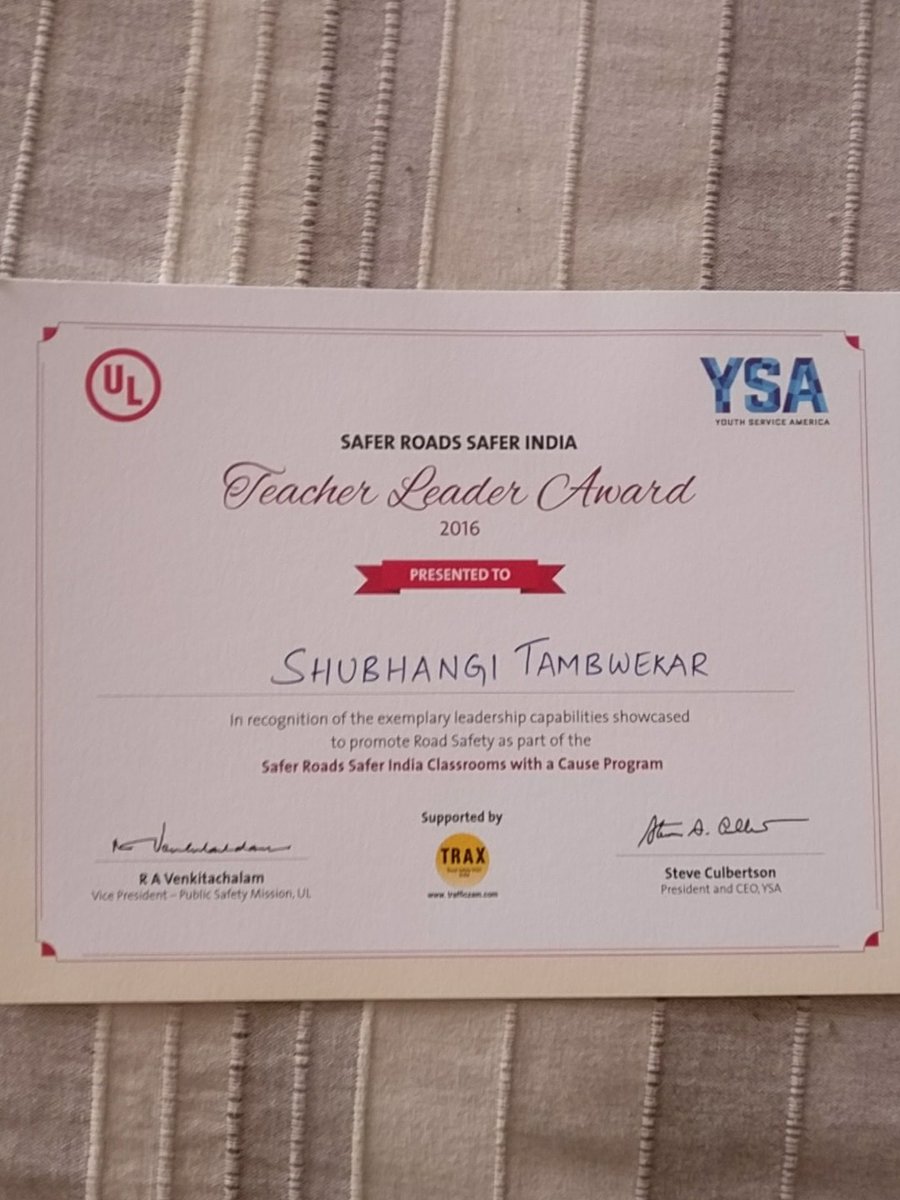 UL
YSA
YOUTH SERVICE AMERICA
SAFER ROADS SAFER INDIA
Teacher Leader Award
2016
PRESENTED TO
SHUBHANGI TAMBWEKAR
In recognition of the exemplary leadership capabilities showcased
to promote Road Safety as part of the
Safer Roads Safer India Classrooms with a Cause Program
Supported by
TRAX
R A Venkitachalam
Vice President – Public Safety Mission, UL
Steve Culbertson
President and CEO, YSA